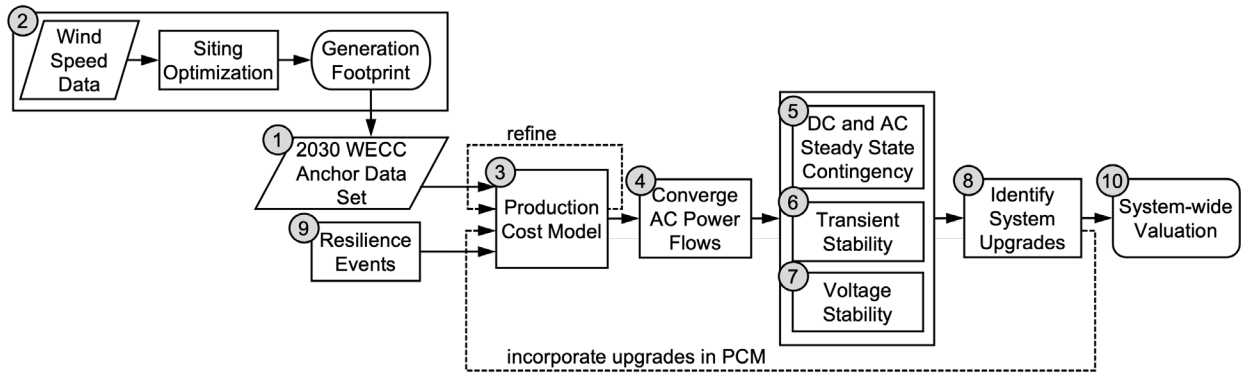 2
Wind
Speed
Data
Siting
Optimization
Generation
Footprint
1
2030 WECC
Anchor Data
Set
9
Resilience
Events
refine
3
Production
Cost Model
4
Converge
AC Power
Flows
5
DC and AC
Steady State
Contingency
6
Transient
Stability
7
Voltage
Stability
8
Identify
System
Upgrades
10
System-wide
Valuation
incorporate upgrades in PCM